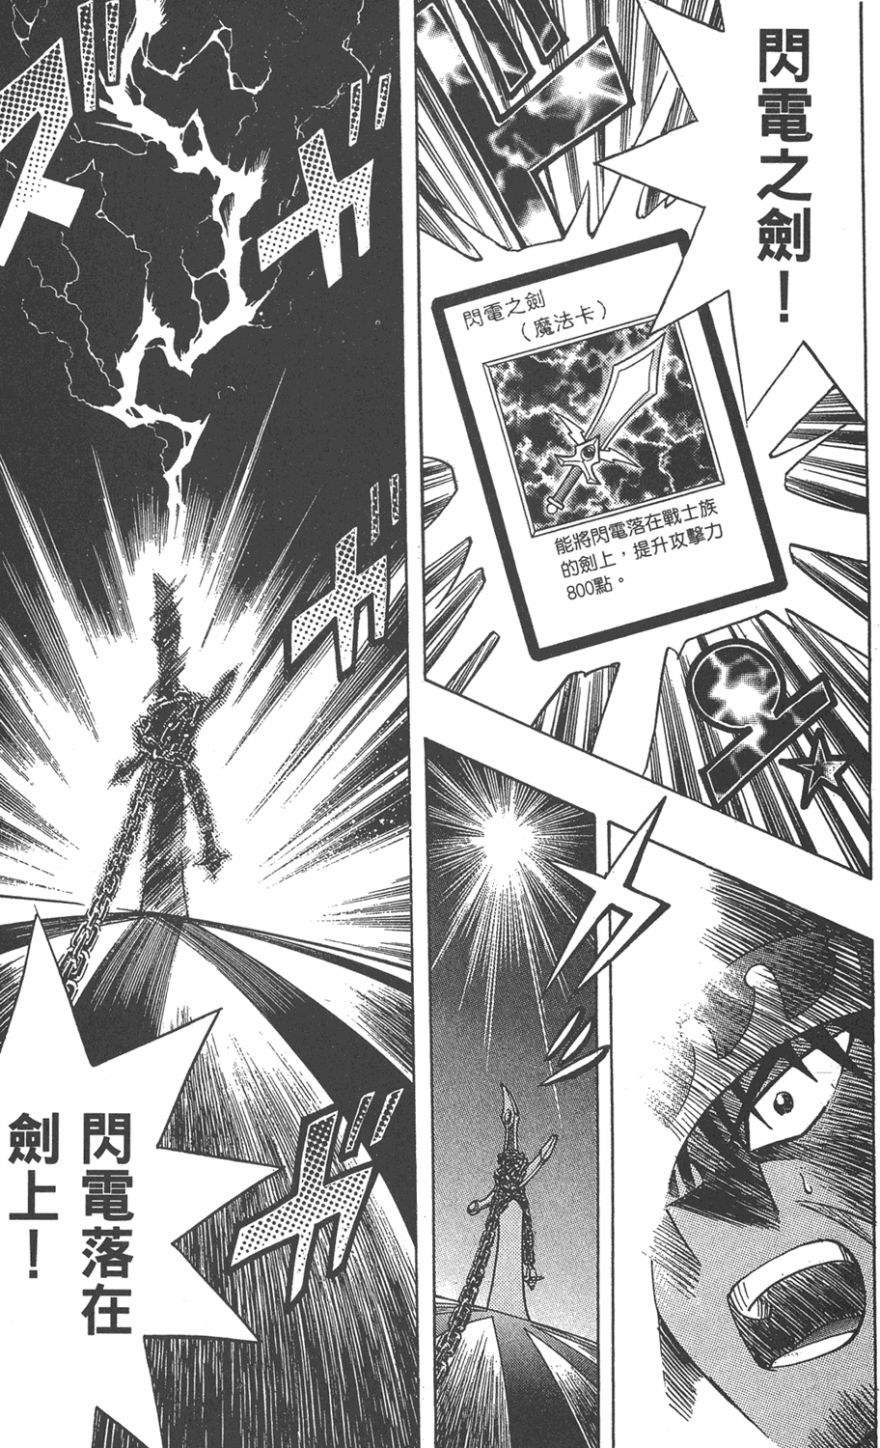 閃電之劍！
閃電之劍
（魔法卡）
能將閃電落在戰士族
的劍上，提升攻擊力
800點。
閃電落在
劍上！